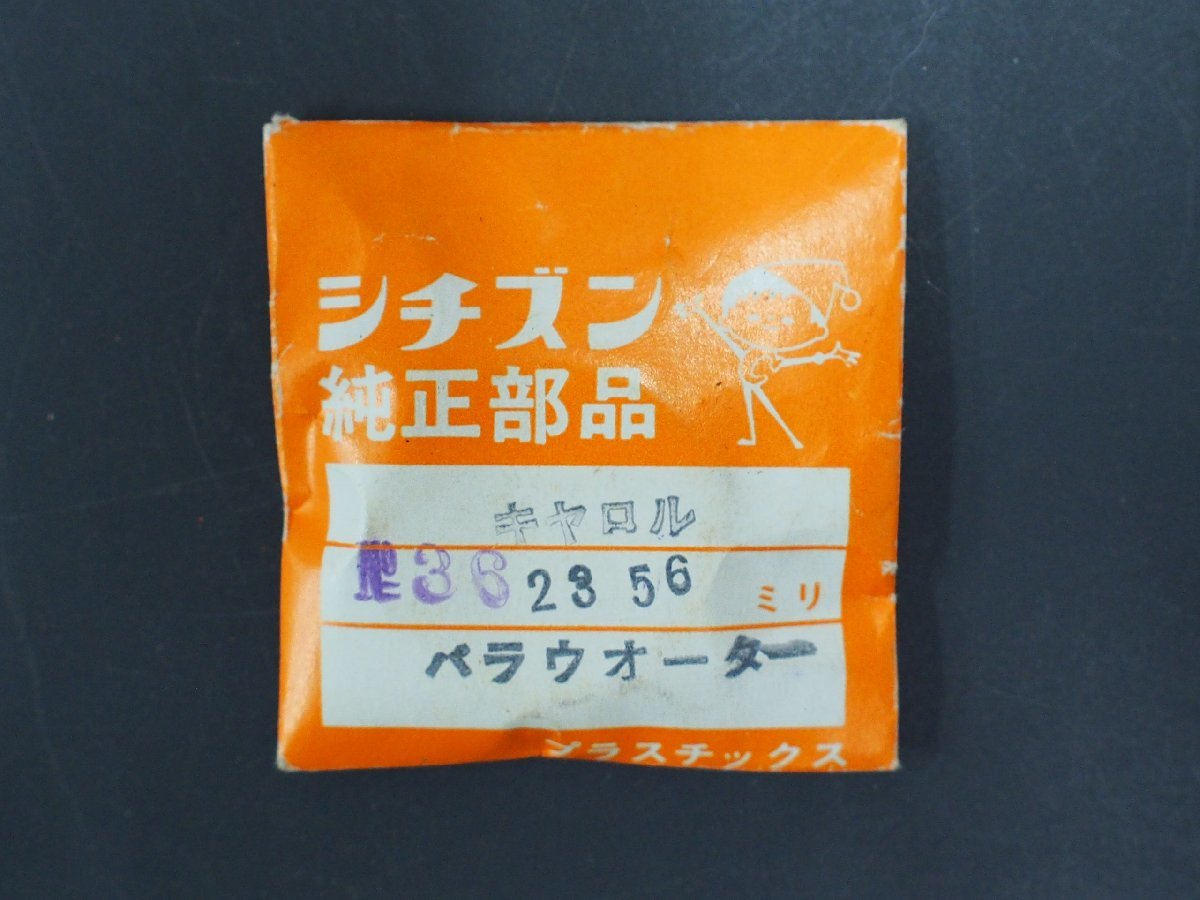 シチズン
純正部品
キヤロル
36 23 56 ミリ
パラウオーター
プラスチックス